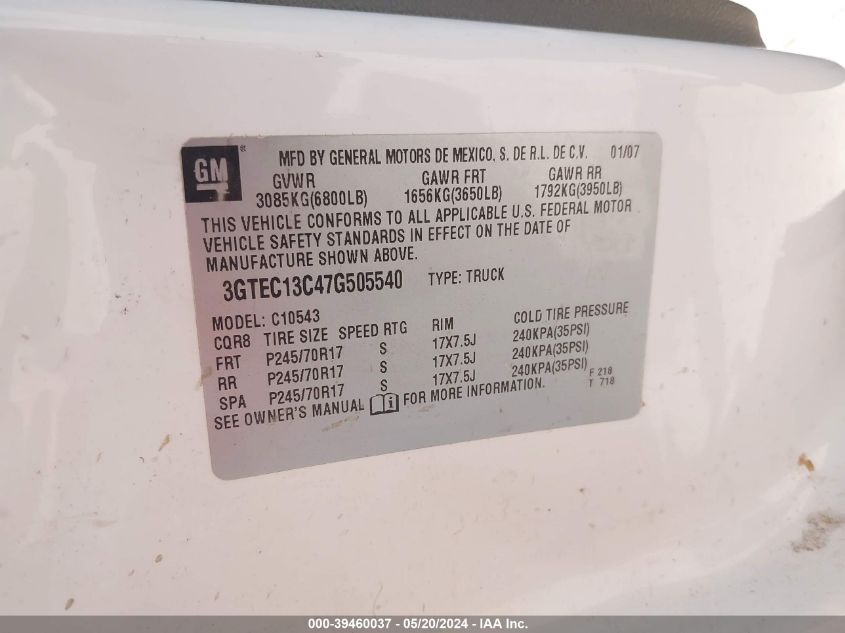 GM ® MFD BY GENERAL MOTORS DE MEXICO, S. DE R.L. DE C.V. 01/07
GVWR GAWR FRT GAWR RR
3085KG(6800LB) 1656KG(3650LB) 1792KG(3950LB)
THIS VEHICLE CONFORMS TO ALL APPLICABLE U.S. FEDERAL MOTOR
VEHICLE SAFETY STANDARDS IN EFFECT ON THE DATE OF
MANUFACTURE SHOWN ABOVE.
3GTEC13C47G505540 TYPE: TRUCK
MODEL: C10543
CQR8 TIRE SIZE SPEED RTG RIM COLD TIRE PRESSURE
FRT P245/70R17 S 17X7.5J 240KPA(35PSI)
RR P245/70R17 S 17X7.5J 240KPA(35PSI)
SPA P245/70R17 S 17X7.5J 240KPA(35PSI)
SEE OWNER'S MANUAL i FOR MORE INFORMATION. F 218
T 718
000-39460037 - 05/20/2024 - IAA Inc.